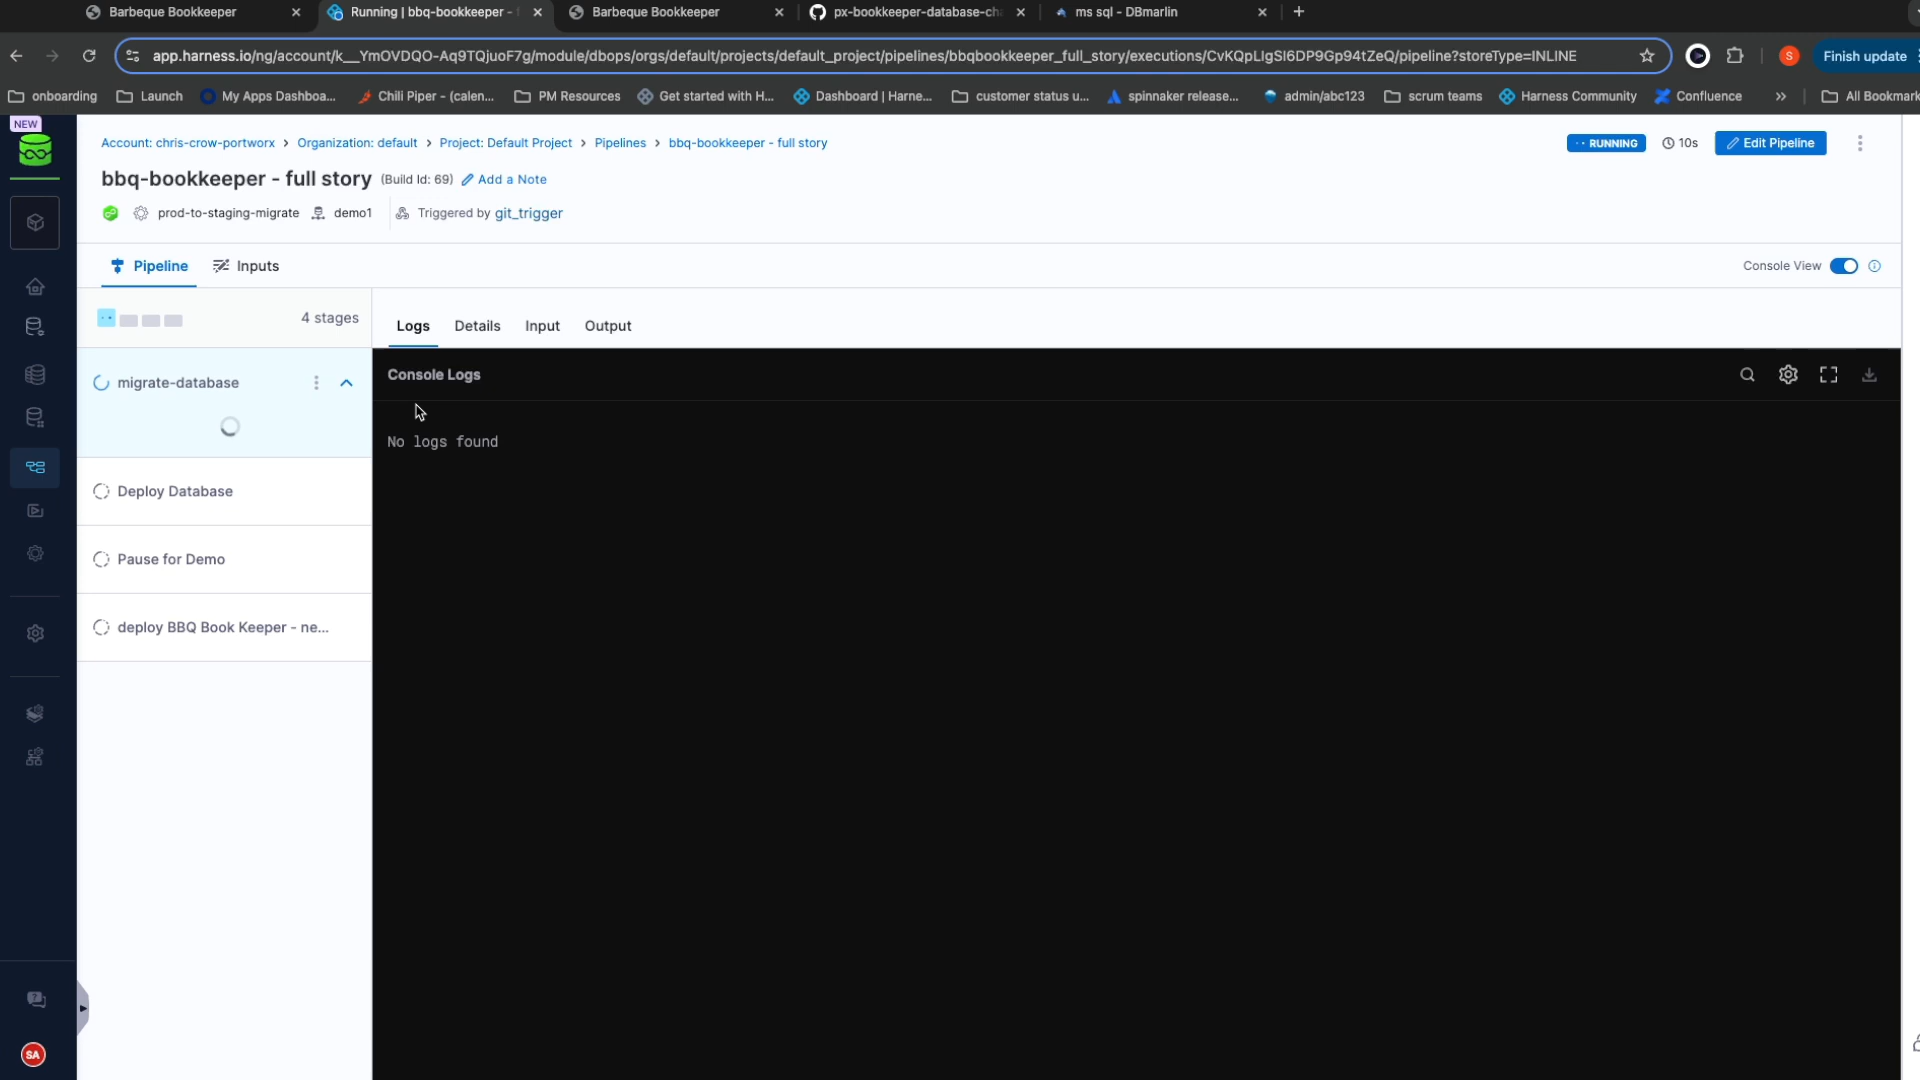 Barbeque Bookkeeper
Running | bbq-bookkeeper -
Barbeque Bookkeeper
px-bookkeeper-database-ch
ms sql - DBmarlin
app.harness.io/ng/account/k__YmOVDQO-Aq9TQjuoF7g/module/dbops/orgs/default/projects/default_project/pipelines/bbqbookkeeper_full_story/executions/CvKQpLIgSI6DP9Gp94tZeQ/pipeline?storeType=INLINE
S
Finish update
onboarding
Launch
My Apps Dashboa...
Chili Piper - (calen...
PM Resources
Get started with H...
Dashboard | Harne...
customer status u...
spinnaker release...
admin/abc123
scrum teams
Harness Community
Confluence
»
All Bookmark
NEW
Account: chris-crow-portworx > Organization: default > Project: Default Project > Pipelines > bbq-bookkeeper - full story
RUNNING
10s
Edit Pipeline
bbq-bookkeeper - full story (Build Id: 69) Add a Note
prod-to-staging-migrate demo1 Triggered by git_trigger
Pipeline
Inputs
Console View
4 stages
Logs
Details
Input
Output
migrate-database
Console Logs
No logs found
Deploy Database
Pause for Demo
deploy BBQ Book Keeper - ne...
SA